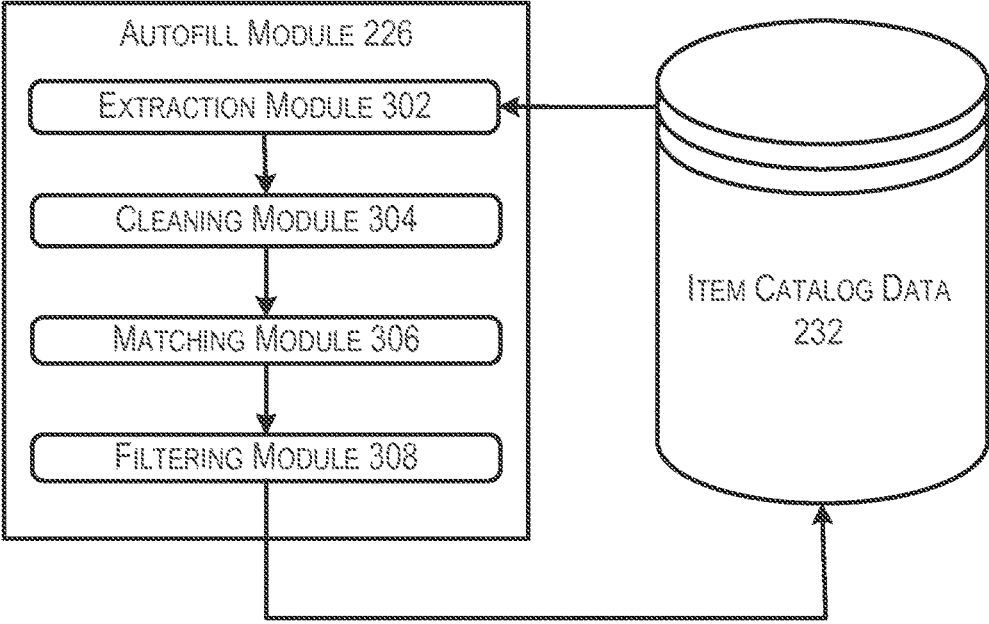 AUTOFILL MODULE 226
EXTRACTION MODULE 302
CLEANING MODULE 304
MATCHING MODULE 306
FILTERING MODULE 308
ITEM CATALOG DATA
232